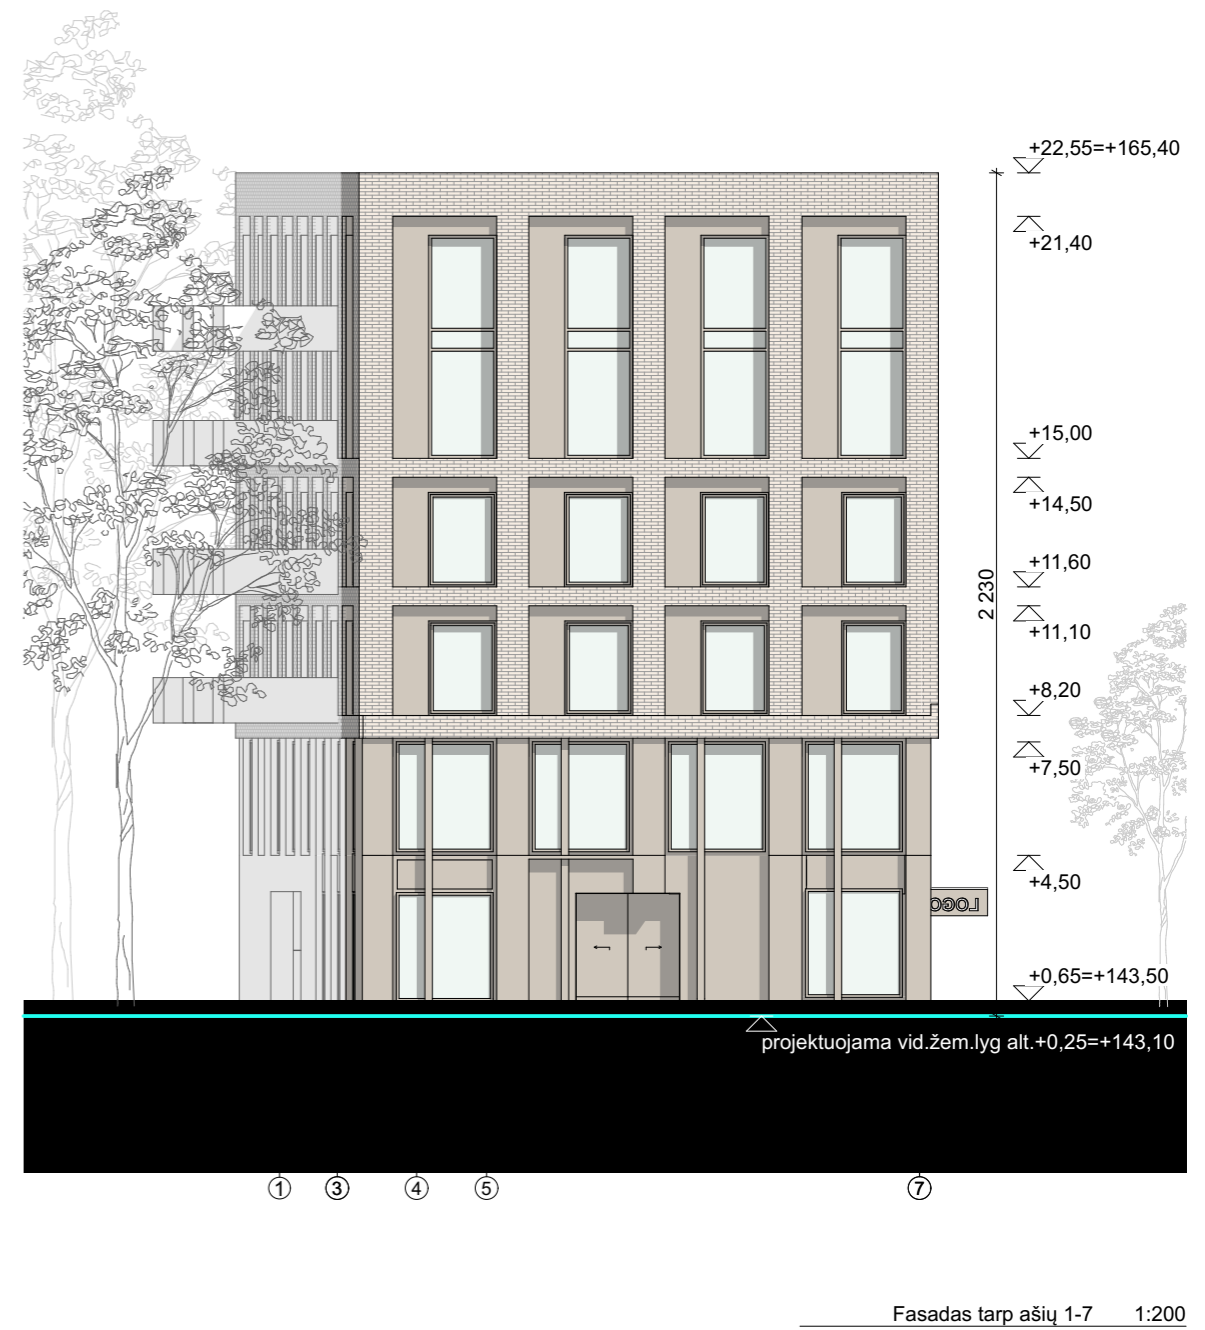 +22,55=+165,40
+21,40
+15,00
+14,50
+11,60
2 230
+11,10
+8,20
+7,50
+4,50
LOGO
+0,65=+143,50
projektuojama vid.žem.lyg alt.+0,25=+143,10
1 3 4 5 7
Fasadas tarp ašių 1-7 1:200